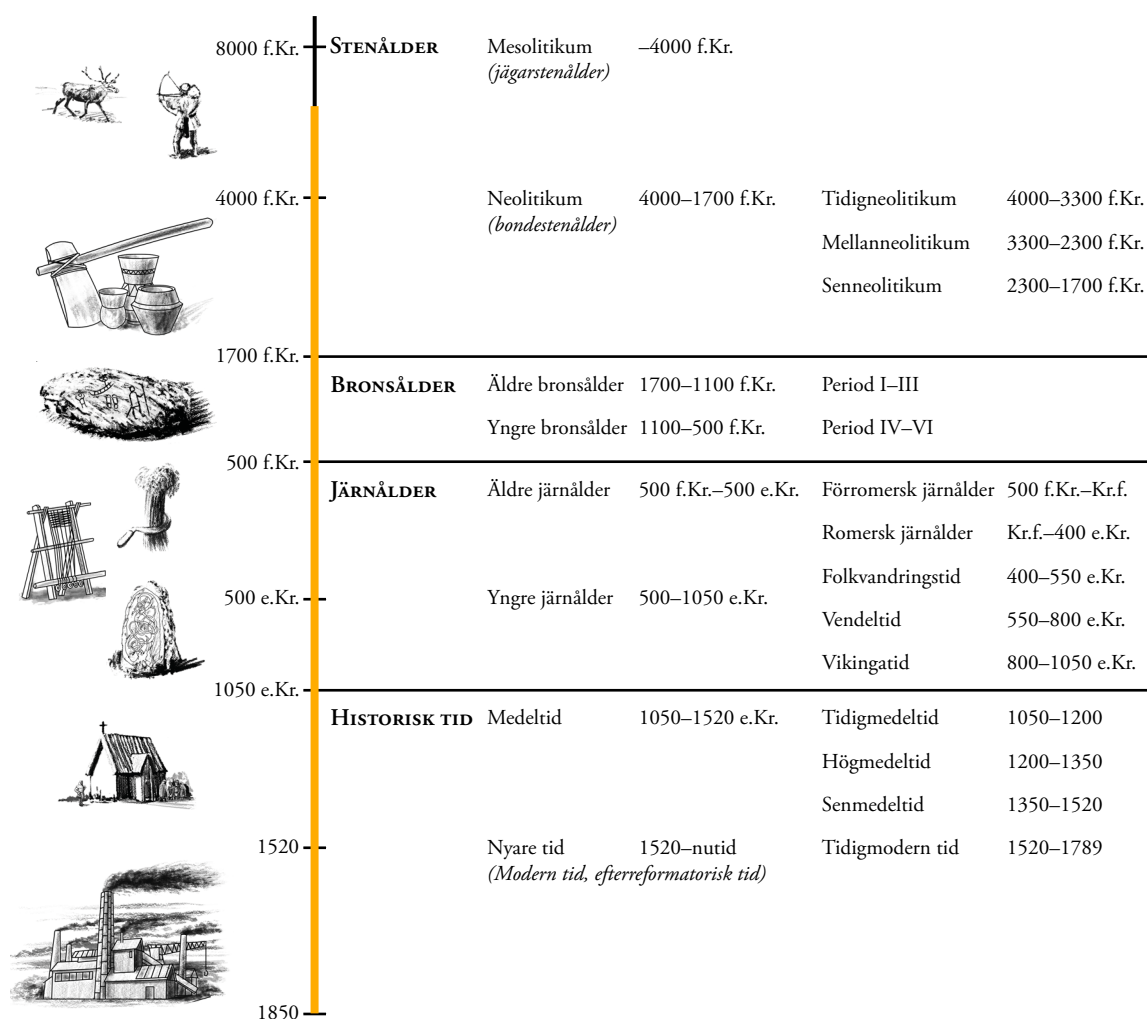 8000 f.Kr. STENÅLDER Mesolitikum –4000 f.Kr.
(jägarstenålder)
4000 f.Kr. Neolitikum 4000–1700 f.Kr. Tidigneolitikum 4000–3300 f.Kr.
(bondestenålder)
Mellanneolitikum 3300–2300 f.Kr.
Senneolitikum 2300–1700 f.Kr.
1700 f.Kr.
BRONSÅLDER Äldre bronsålder 1700–1100 f.Kr. Period I–III
Yngre bronsålder 1100–500 f.Kr. Period IV–VI
500 f.Kr.
JÄRNÅLDER Äldre järnålder 500 f.Kr.–500 e.Kr. Förromersk järnålder 500 f.Kr.–Kr.f.
Romersk järnålder Kr.f.–400 e.Kr.
Folkvandringstid 400–550 e.Kr.
500 e.Kr. Yngre järnålder 500–1050 e.Kr.
Vendeltid 550–800 e.Kr.
Vikingatid 800–1050 e.Kr.
1050 e.Kr.
HISTORISK TID Medeltid 1050–1520 e.Kr. Tidigmedeltid 1050–1200
Högmedeltid 1200–1350
Senmedeltid 1350–1520
1520 Nyare tid 1520–nutid Tidigmodern tid 1520–1789
(Modern tid, efterreformatorisk tid)
1850